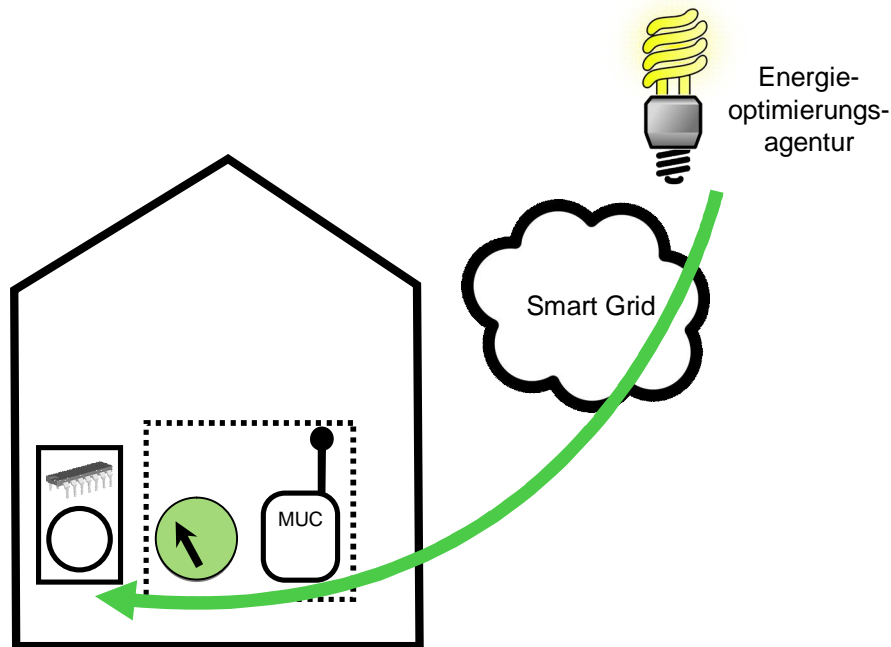 Energie-
optimierungs-
agentur
Smart Grid
MUC